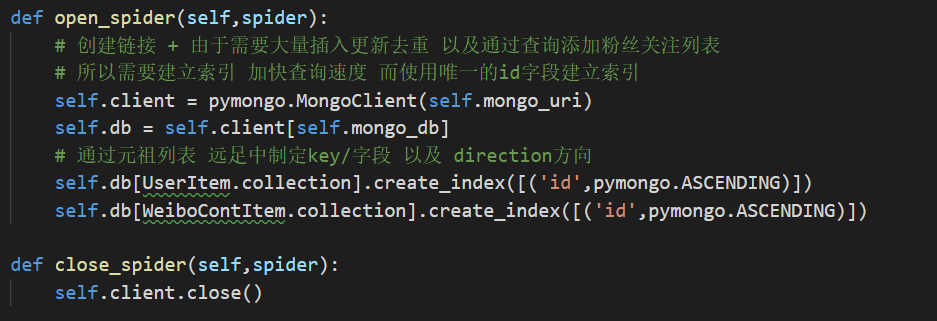 def open_spider(self,spider):
# 创建链接 + 由于需要大量插入更新去重 以及通过查询添加粉丝关注列表
# 所以需要建立索引 加快查询速度 而使用唯一的id字段建立索引
self.client = pymongo.MongoClient(self.mongo_uri)
self.db = self.client[self.mongo_db]
# 通过元祖列表 远足中制定key/字段 以及 direction方向
self.db[UserItem.collection].create_index([('id',pymongo.ASCENDING)])
self.db[WeiboContItem.collection].create_index([('id',pymongo.ASCENDING)])
def close_spider(self,spider):
self.client.close()